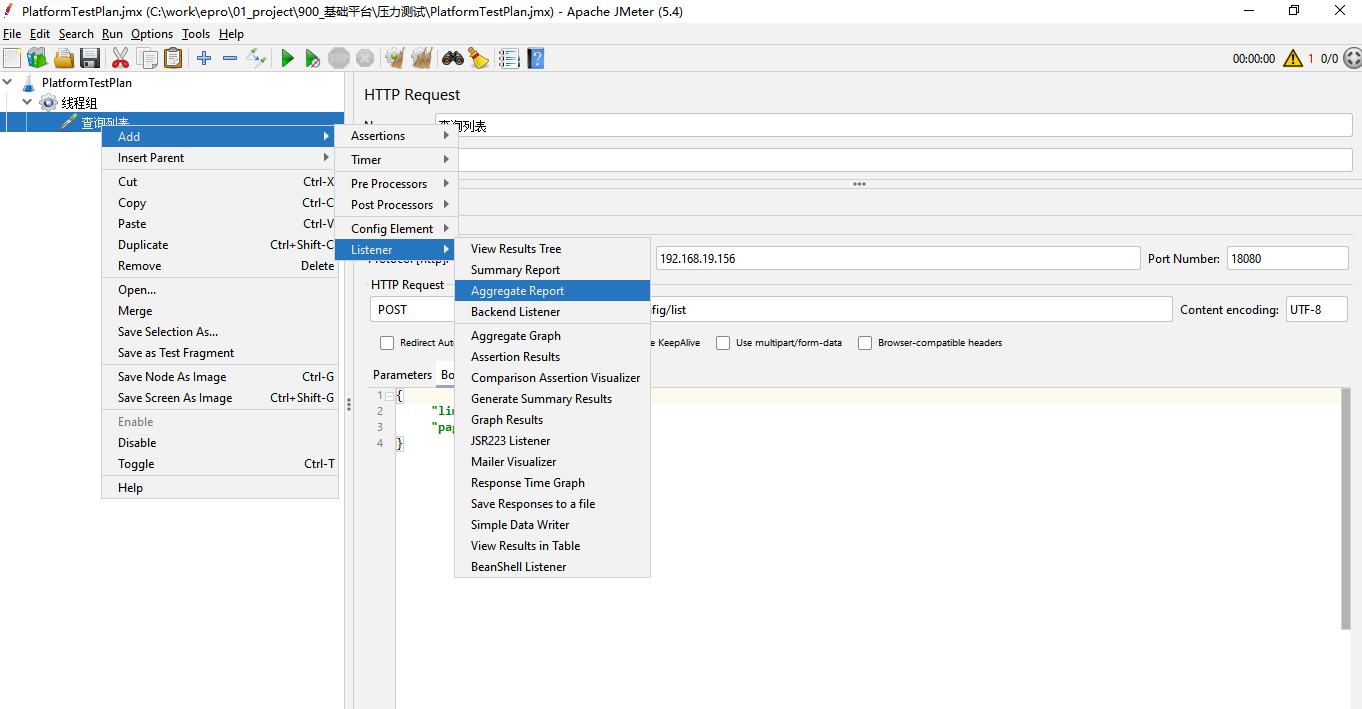 PlatformTestPlan.jmx (C:\work\epro\01_project\900_基础平台\压力测试\PlatformTestPlan.jmx) - Apache JMeter (5.4)
File Edit Search Run Options Tools Help
STOP 00:00:00 1 0/0
PlatformTestPlan
线程组
查询列表
HTTP Request
查询列表
Add
Insert Parent
Cut Ctrl-X
Copy Ctrl-C
Paste Ctrl-V
Duplicate Ctrl+Shift-C
Remove Delete
Open...
Merge
Save Selection As...
Save as Test Fragment
Save Node As Image Ctrl-G
Save Screen As Image Ctrl+Shift-G
Enable
Disable
Toggle Ctrl-T
Help
Assertions
Timer
Pre Processors
Post Processors
Config Element
Listener
View Results Tree
Summary Report
Aggregate Report
Backend Listener
Aggregate Graph
Assertion Results
Comparison Assertion Visualizer
Generate Summary Results
Graph Results
JSR223 Listener
Mailer Visualizer
Response Time Graph
Save Responses to a file
Simple Data Writer
View Results in Table
BeanShell Listener
192.168.19.156 Port Number: 18080
HTTP Request
POST fig/list Content encoding: UTF-8
Redirect Aut e KeepAlive Use multipart/form-data Browser-compatible headers
Parameters Bo
1 {
2 "li
3 "pa
4 }